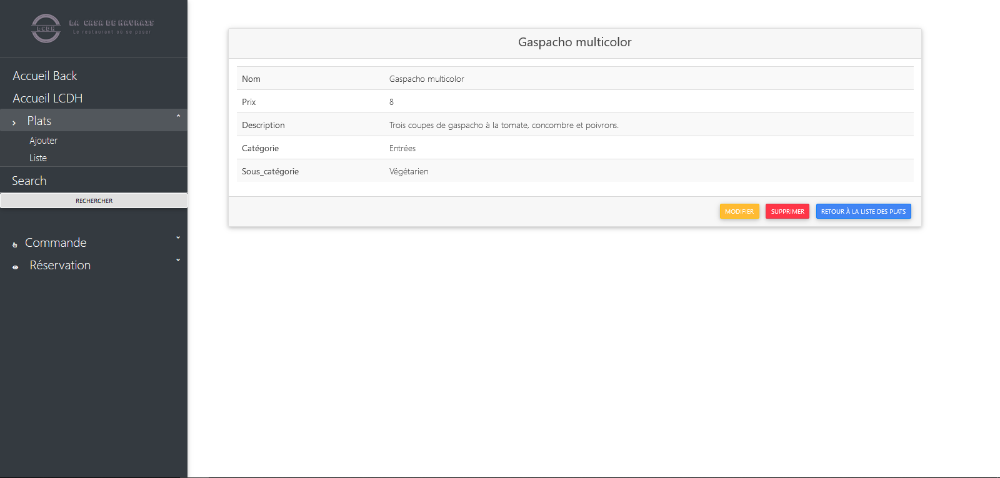 LCDH
LA CASA DE HAVRAIS
Le restaurant où se poser
Accueil Back
Accueil LCDH
Plats
Ajouter
Liste
Search
RECHERCHER
Commande
Réservation
Gaspacho multicolor
Nom Gaspacho multicolor
Prix 8
Description Trois coupes de gaspacho à la tomate, concombre et poivrons.
Catégorie Entrées
Sous_catégorie Végétarien
MODIFIER SUPPRIMER RETOUR À LA LISTE DES PLATS